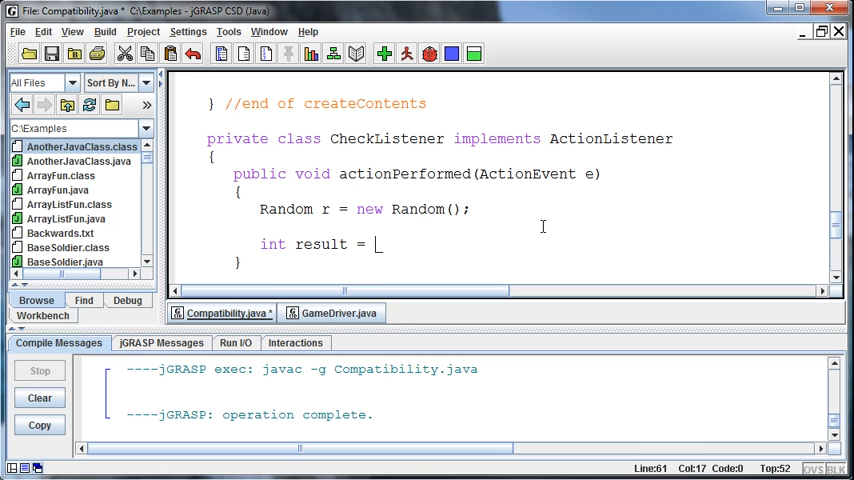 File: Compatibility.java *  C:\Examples - jGRASP CSD (Java)
File Edit View Build Project Settings Tools Window Help
All Files Sort By N...
C:\Examples
AnotherJavaClass.class
AnotherJavaClass.java
ArrayFun.class
ArrayFun.java
ArrayListFun.class
ArrayListFun.java
Backwards.txt
BaseSoldier.class
BaseSoldier.java
Browse Find Debug
Workbench
} //end of createContents
private class CheckListener implements ActionListener
{
public void actionPerformed(ActionEvent e)
{
Random r = new Random();
int result =
}
Compatibility.java * GameDriver.java
Compile Messages jGRASP Messages Run I/O Interactions
Stop
Clear
Copy
----jGRASP exec: javac -g Compatibility.java
----jGRASP: operation complete.
Line:61 Col:17 Code:0 Top:52 OVS BLK